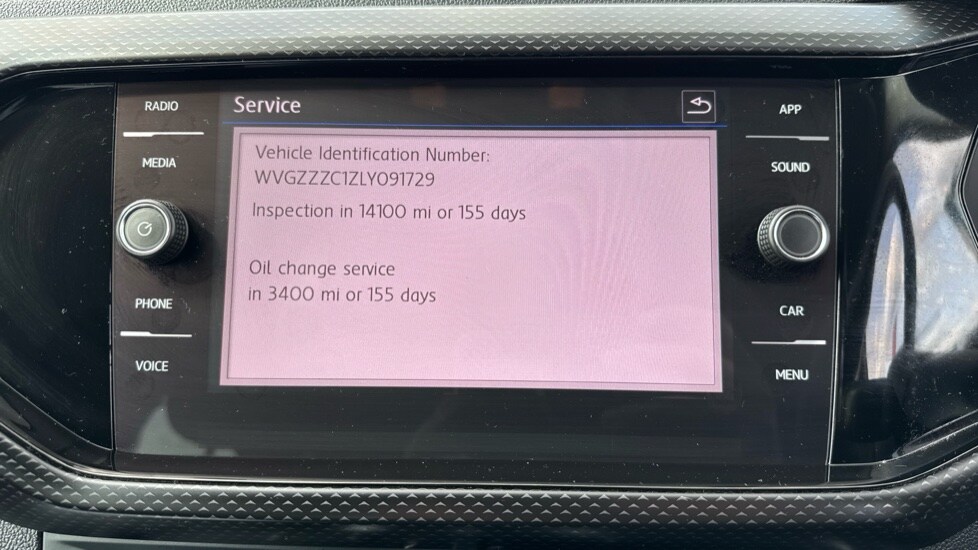 RADIO
Service
APP
MEDIA
Vehicle Identification Number:
WVGZZZC1ZLY091729
SOUND
Inspection in 14100 mi or 155 days
Oil change service
in 3400 mi or 155 days
PHONE
CAR
VOICE
MENU